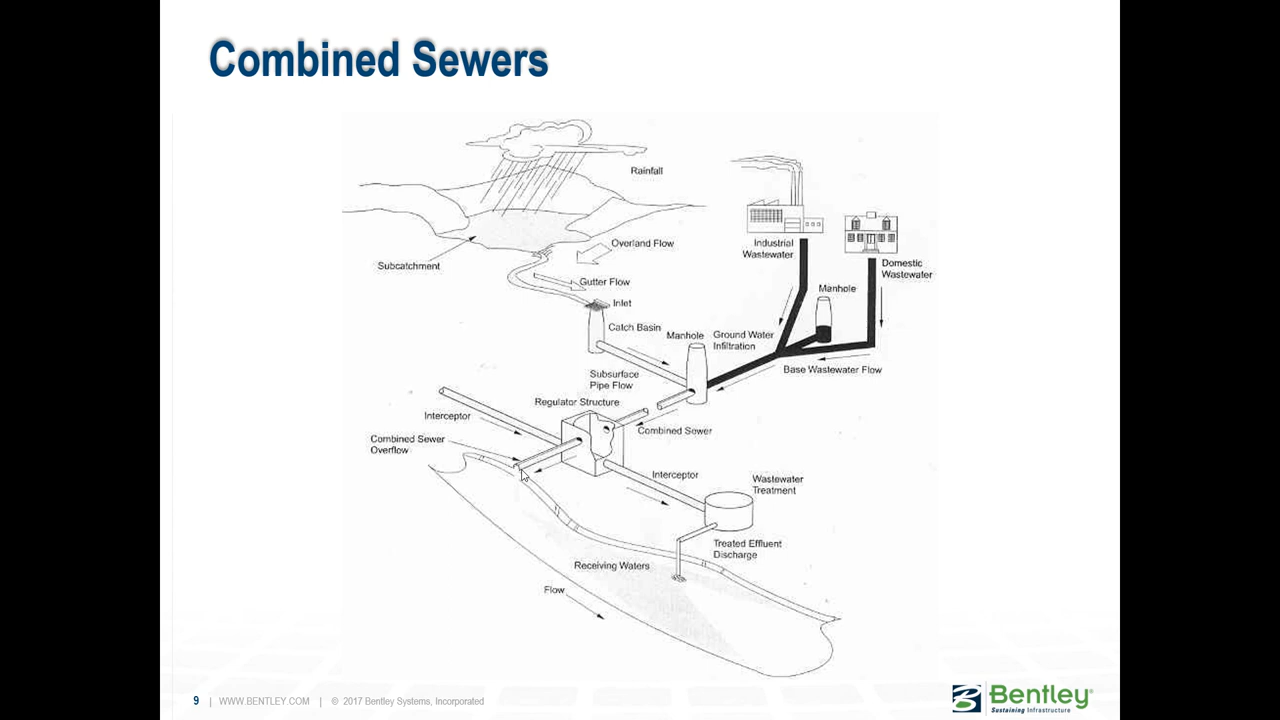 Combined Sewers
Rainfall
Industrial
Wastewater
Overland Flow
Subcatchment
Domestic
Wastewater
Gutter Flow
Manhole
Inlet
Catch Basin
Manhole
Ground Water
Infiltration
Base Wastewater Flow
Subsurface
Pipe Flow
Regulator Structure
Interceptor
Combined Sewer
Combined Sewer
Overflow
Interceptor
Wastewater
Treatment
Treated Effluent
Discharge
Receiving Waters
Flow
9 | WWW.BENTLEY.COM | © 2017 Bentley Systems, Incorporated
Bentley®
Sustaining Infrastructure